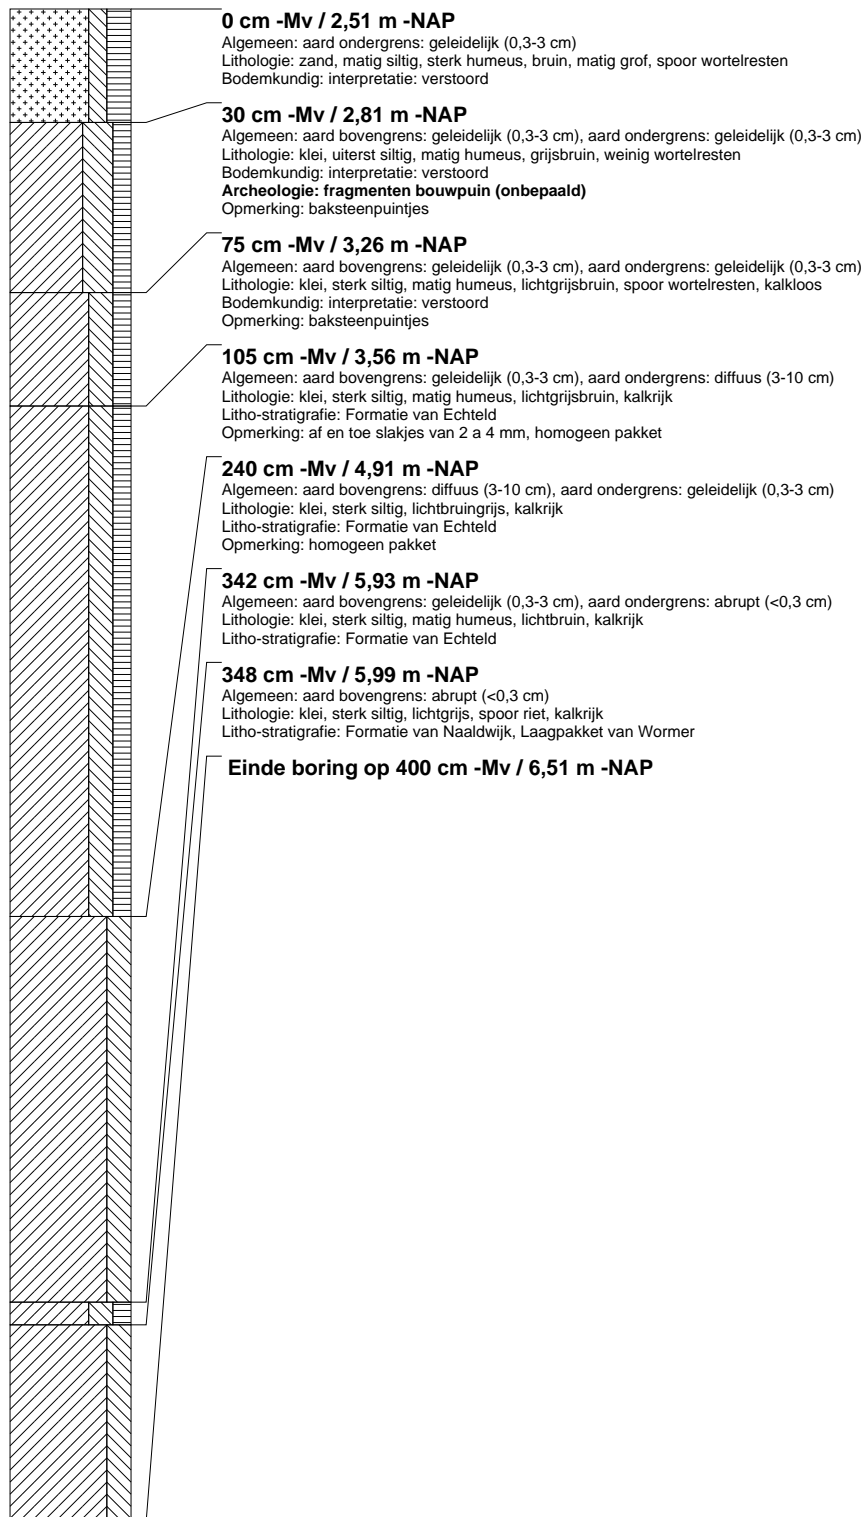 0 cm -Mv / 2,51 m -NAP
Algemeen: aard ondergrens: geleidelijk (0,3-3 cm)
Lithologie: zand, matig siltig, sterk humeus, bruin, matig grof, spoor wortelresten
Bodemkundig: interpretatie: verstoord
30 cm -Mv / 2,81 m -NAP
Algemeen: aard bovengrens: geleidelijk (0,3-3 cm), aard ondergrens: geleidelijk (0,3-3 cm)
Lithologie: klei, uiterst siltig, matig humeus, grijsbruin, weinig wortelresten
Bodemkundig: interpretatie: verstoord
Archeologie: fragmenten bouwpuin (onbepaald)
Opmerking: baksteenpuintjes
75 cm -Mv / 3,26 m -NAP
Algemeen: aard bovengrens: geleidelijk (0,3-3 cm), aard ondergrens: geleidelijk (0,3-3 cm)
Lithologie: klei, sterk siltig, matig humeus, lichtgrijsbruin, spoor wortelresten, kalkloos
Bodemkundig: interpretatie: verstoord
Opmerking: baksteenpuintjes
105 cm -Mv / 3,56 m -NAP
Algemeen: aard bovengrens: geleidelijk (0,3-3 cm), aard ondergrens: diffuus (3-10 cm)
Lithologie: klei, sterk siltig, matig humeus, lichtgrijsbruin, kalkrijk
Litho-stratigrafie: Formatie van Echteld
Opmerking: af en toe slakjes van 2 a 4 mm, homogeen pakket
240 cm -Mv / 4,91 m -NAP
Algemeen: aard bovengrens: diffuus (3-10 cm), aard ondergrens: geleidelijk (0,3-3 cm)
Lithologie: klei, sterk siltig, lichtbruingrijs, kalkrijk
Litho-stratigrafie: Formatie van Echteld
Opmerking: homogeen pakket
342 cm -Mv / 5,93 m -NAP
Algemeen: aard bovengrens: geleidelijk (0,3-3 cm), aard ondergrens: abrupt (<0,3 cm)
Lithologie: klei, sterk siltig, matig humeus, lichtbruin, kalkrijk
Litho-stratigrafie: Formatie van Echteld
348 cm -Mv / 5,99 m -NAP
Algemeen: aard bovengrens: abrupt (<0,3 cm)
Lithologie: klei, sterk siltig, lichtgrijs, spoor riet, kalkrijk
Litho-stratigrafie: Formatie van Naaldwijk, Laagpakket van Wormer
Einde boring op 400 cm -Mv / 6,51 m -NAP